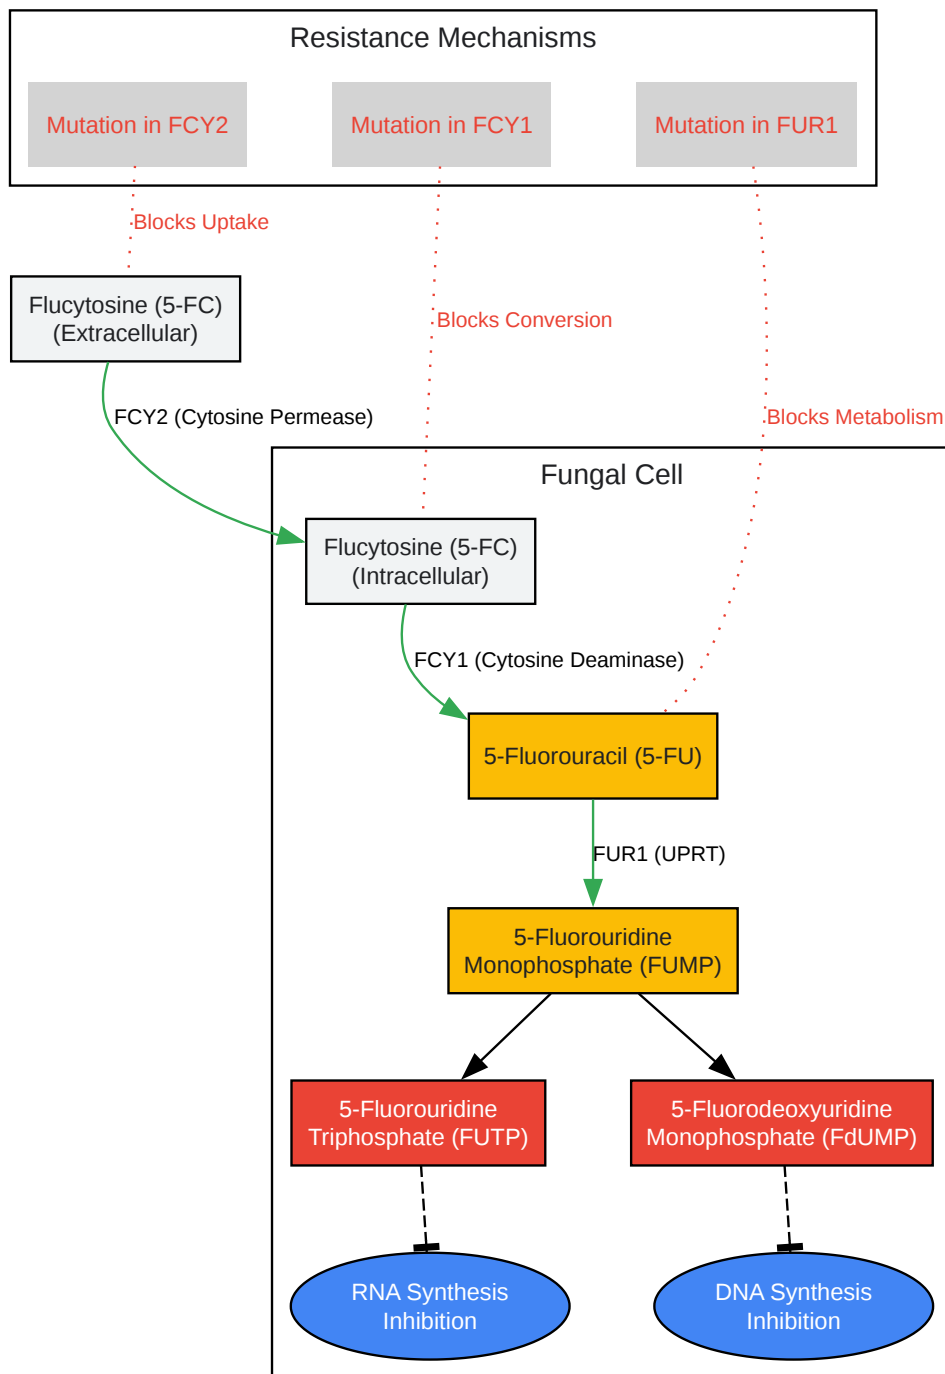 Resistance Mechanisms
Mutation in FCY2
Mutation in FCY1
Mutation in FUR1
Blocks Uptake
Flucytosine (5-FC)
(Extracellular)
Blocks Conversion
FCY2 (Cytosine Permease)
Blocks Metabolism
Fungal Cell
Flucytosine (5-FC)
(Intracellular)
FCY1 (Cytosine Deaminase)
5-Fluorouracil (5-FU)
FUR1 (UPRT)
5-Fluorouridine
Monophosphate (FUMP)
5-Fluorouridine
Triphosphate (FUTP)
5-Fluorodeoxyuridine
Monophosphate (FdUMP)
RNA Synthesis
Inhibition
DNA Synthesis
Inhibition